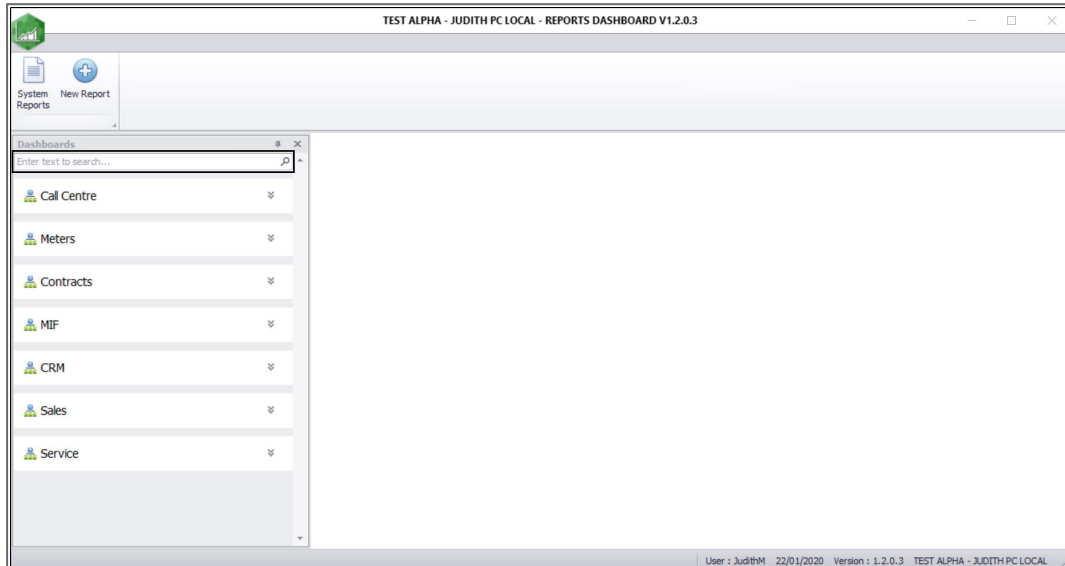 TEST ALPHA - JUDITH PC LOCAL - REPORTS DASHBOARD V1.2.0.3
System Reports
New Report
Dashboards
Enter text to search...
Call Centre
Meters
Contracts
MIF
CRM
Sales
Service
User : JudithM 22/01/2020 Version : 1.2.0.3 TEST ALPHA - JUDITH PC LOCAL